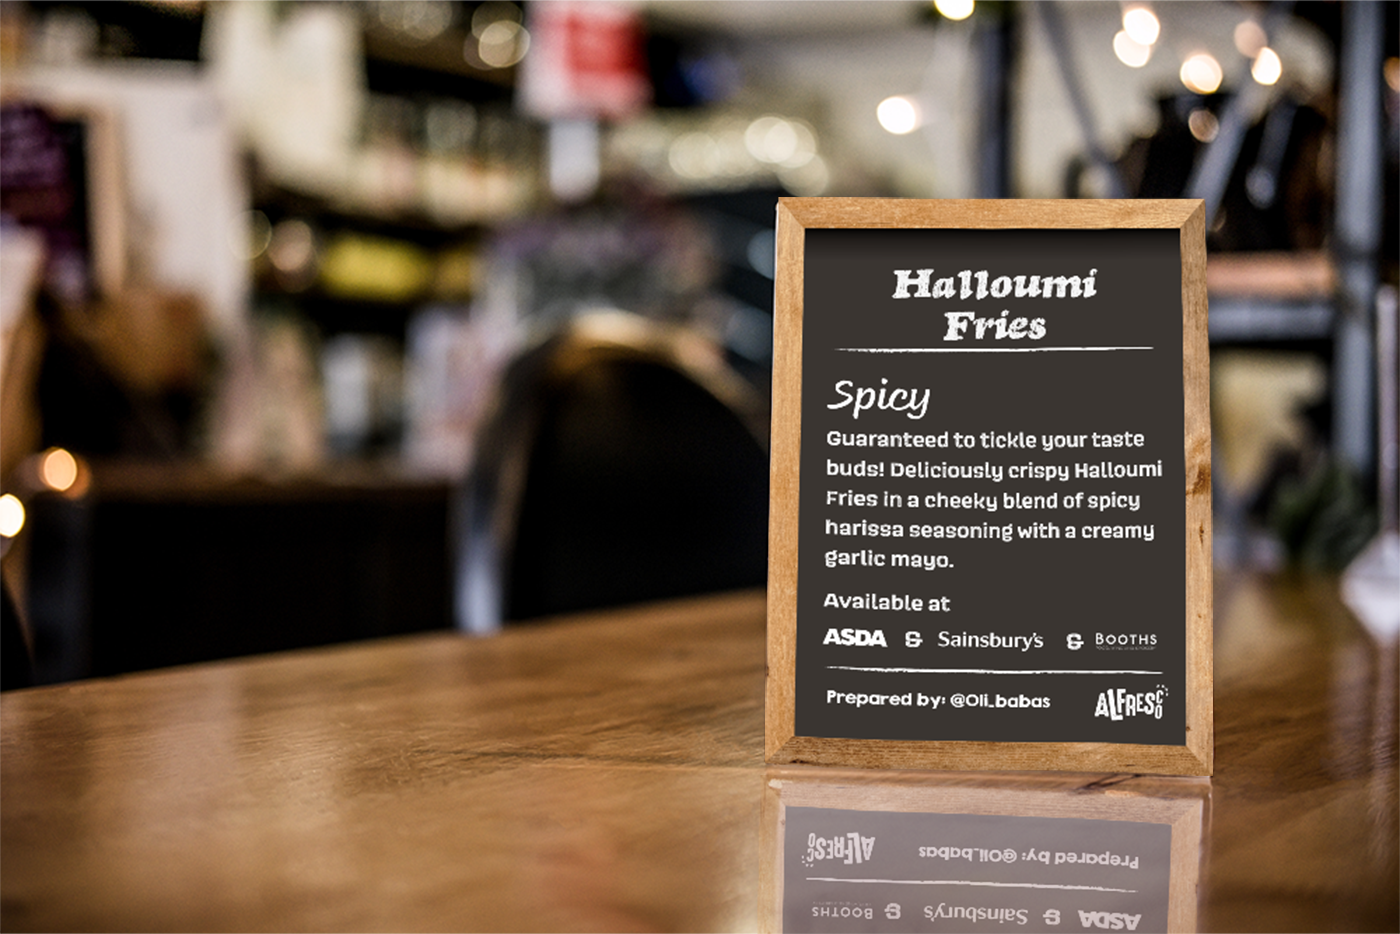 Halloumi
Fries
Spicy
Guaranteed to tickle your taste
buds! Deliciously crispy Halloumi
Fries in a cheeky blend of spicy
harissa seasoning with a creamy
garlic mayo.
Available at
ASDA & Sainsbury's & BOOTHS
Prepared by: @Oli_babas
ALFRESCO